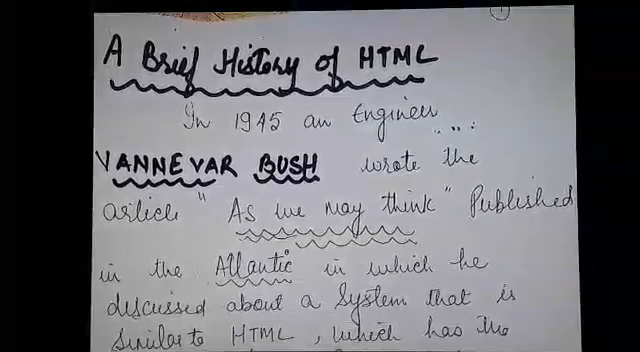 A Brief History of HTML
In 1945 an Engineer
VANNEVAR BUSH wrote the
article "As we may think" Published
in the Atlantic in which he
discussed about a System that is
Similar to HTML, which has the